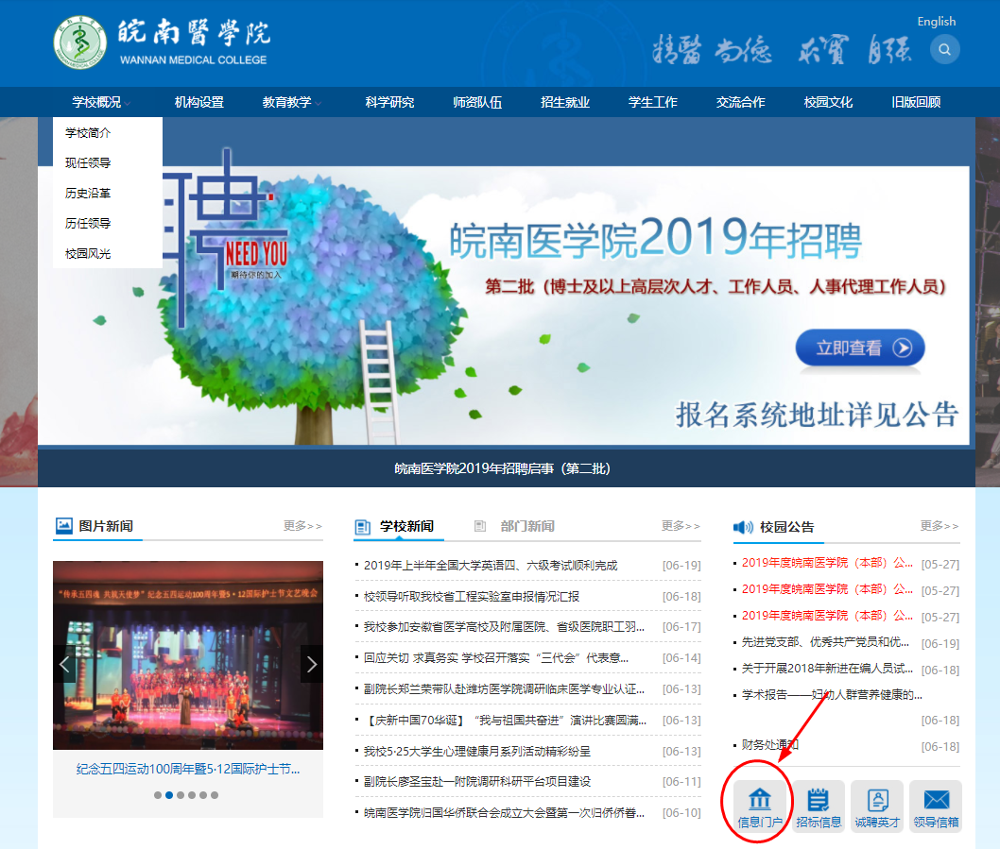 English
皖南醫學院
WANNAN MEDICAL COLLEGE
精醫 尚德 求實 自強
学校概况 机构设置 教育教学 科学研究 师资队伍 招生就业 学生工作 交流合作 校园文化 旧版回顾
学校简介
现任领导
历史沿革
历任领导
校园风光
聘
NEED YOU
期待你的加入
皖南医学院2019年招聘
第二批（博士及以上高层次人才、工作人员、人事代理工作人员）
立即查看
报名系统地址详见公告
皖南医学院2019年招聘启事（第二批）
图片新闻 更多>>
“传承五四魂 共筑天使梦”纪念五四运动100周年暨5·12国际护士节文艺晚会
纪念五四运动100周年暨5·12国际护士节...
学校新闻 部门新闻 更多>>
2019年上半年全国大学英语四、六级考试顺利完成 [06-19]
校领导听取我校省工程实验室申报情况汇报 [06-18]
我校参加安徽省医学高校及附属医院、省级医院职工羽... [06-17]
回应关切 求真务实 学校召开落实“三代会”代表意... [06-14]
副院长郑兰荣带队赴潍坊医学院调研临床医学专业认证... [06-13]
【庆新中国70华诞】“我与祖国共奋进”演讲比赛圆满... [06-13]
我校5·25大学生心理健康月系列活动精彩纷呈 [06-13]
副院长廖圣宝赴一附院调研科研平台项目建设 [06-11]
皖南医学院归国华侨联合会成立大会暨第一次归侨侨眷... [06-10]
校园公告 更多>>
2019年度皖南医学院（本部）公... [05-27]
2019年度皖南医学院（本部）公... [05-27]
2019年度皖南医学院（本部）公... [05-27]
先进党支部、优秀共产党员和优... [06-19]
关于开展2018年新进在编人员试... [06-18]
学术报告——妇幼人群营养健康的...
[06-18]
财务处通知 [06-18]
信息门户 招标信息 诚聘英才 领导信箱